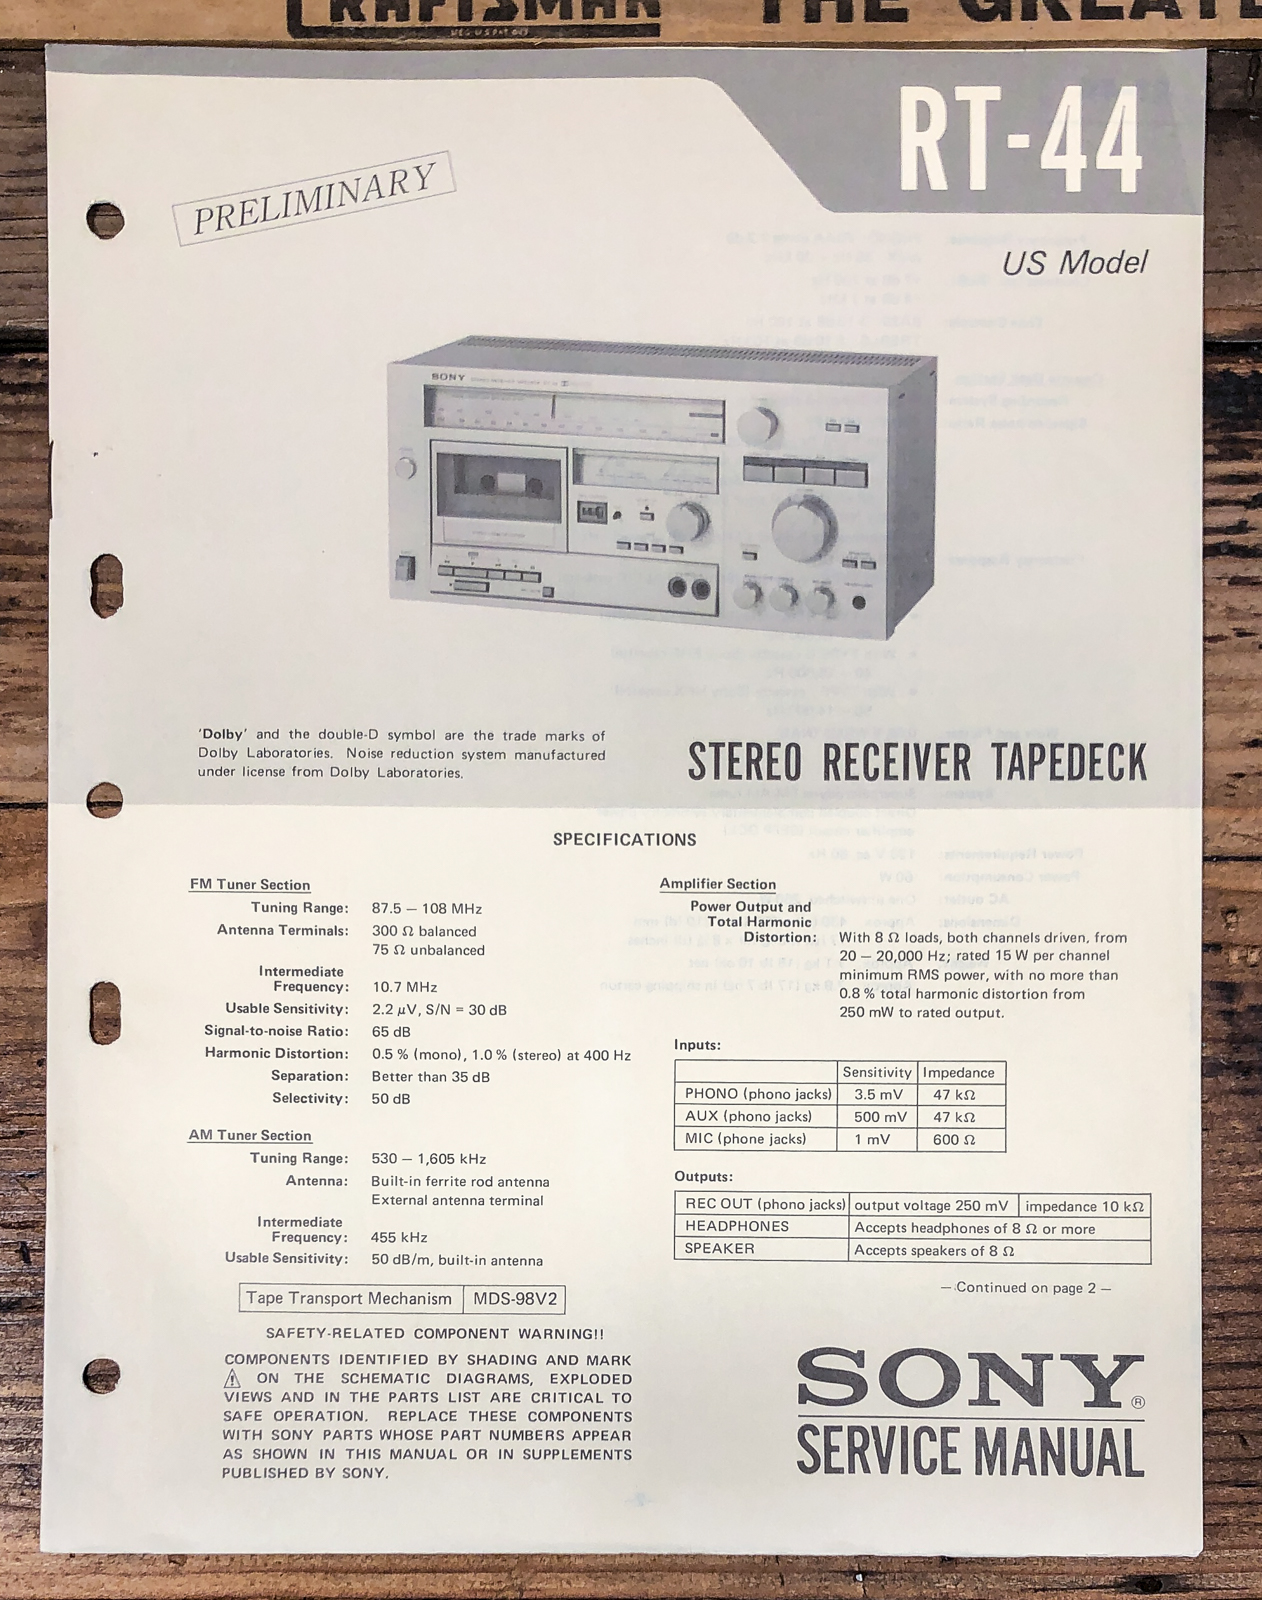 CRAFTSMAN THE GREATE
RT-44
PRELIMINARY
US Model
SONY
'Dolby' and the double-D symbol are the trade marks of
Dolby Laboratories. Noise reduction system manufactured
under license from Dolby Laboratories.
STEREO RECEIVER TAPEDECK
SPECIFICATIONS
FM Tuner Section
Tuning Range: 87.5 – 108 MHz
Antenna Terminals: 300 Ω balanced
75 Ω unbalanced
Intermediate
Frequency: 10.7 MHz
Usable Sensitivity: 2.2 µV, S/N = 30 dB
Signal-to-noise Ratio: 65 dB
Harmonic Distortion: 0.5 % (mono), 1.0 % (stereo) at 400 Hz
Separation: Better than 35 dB
Selectivity: 50 dB
AM Tuner Section
Tuning Range: 530 – 1,605 kHz
Antenna: Built-in ferrite rod antenna
External antenna terminal
Intermediate
Frequency: 455 kHz
Usable Sensitivity: 50 dB/m, built-in antenna
Tape Transport Mechanism MDS-98V2
SAFETY-RELATED COMPONENT WARNING!!
COMPONENTS IDENTIFIED BY SHADING AND MARK
⚠ ON THE SCHEMATIC DIAGRAMS, EXPLODED
VIEWS AND IN THE PARTS LIST ARE CRITICAL TO
SAFE OPERATION. REPLACE THESE COMPONENTS
WITH SONY PARTS WHOSE PART NUMBERS APPEAR
AS SHOWN IN THIS MANUAL OR IN SUPPLEMENTS
PUBLISHED BY SONY.
Amplifier Section
Power Output and
Total Harmonic
Distortion: With 8 Ω loads, both channels driven, from
20 – 20,000 Hz; rated 15 W per channel
minimum RMS power, with no more than
0.8 % total harmonic distortion from
250 mW to rated output.
Inputs:
Sensitivity Impedance
PHONO (phono jacks) 3.5 mV 47 kΩ
AUX (phono jacks) 500 mV 47 kΩ
MIC (phone jacks) 1 mV 600 Ω
Outputs:
REC OUT (phono jacks) output voltage 250 mV impedance 10 kΩ
HEADPHONES Accepts headphones of 8 Ω or more
SPEAKER Accepts speakers of 8 Ω
– Continued on page 2 –
SONY®
SERVICE MANUAL